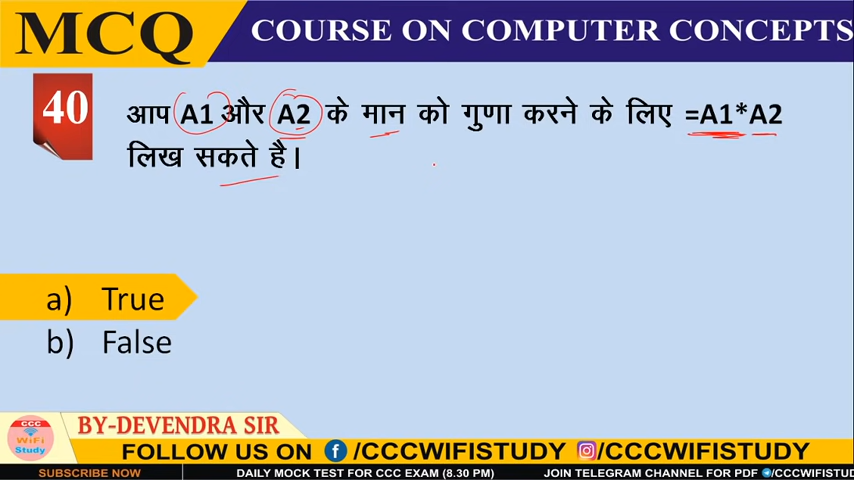 MCQ
COURSE ON COMPUTER CONCEPTS
40
आप A1 और A2 के मान को गुणा करने के लिए =A1*A2
लिख सकते है।
a) True
b) False
CCC
WiFi
Study
BY-DEVENDRA SIR
FOLLOW US ON f/CCCWIFISTUDY /CCCWIFISTUDY
SUBSCRIBE NOW DAILY MOCK TEST FOR CCC EXAM (8.30 PM) JOIN TELEGRAM CHANNEL FOR PDF /CCCWIFISTUDY